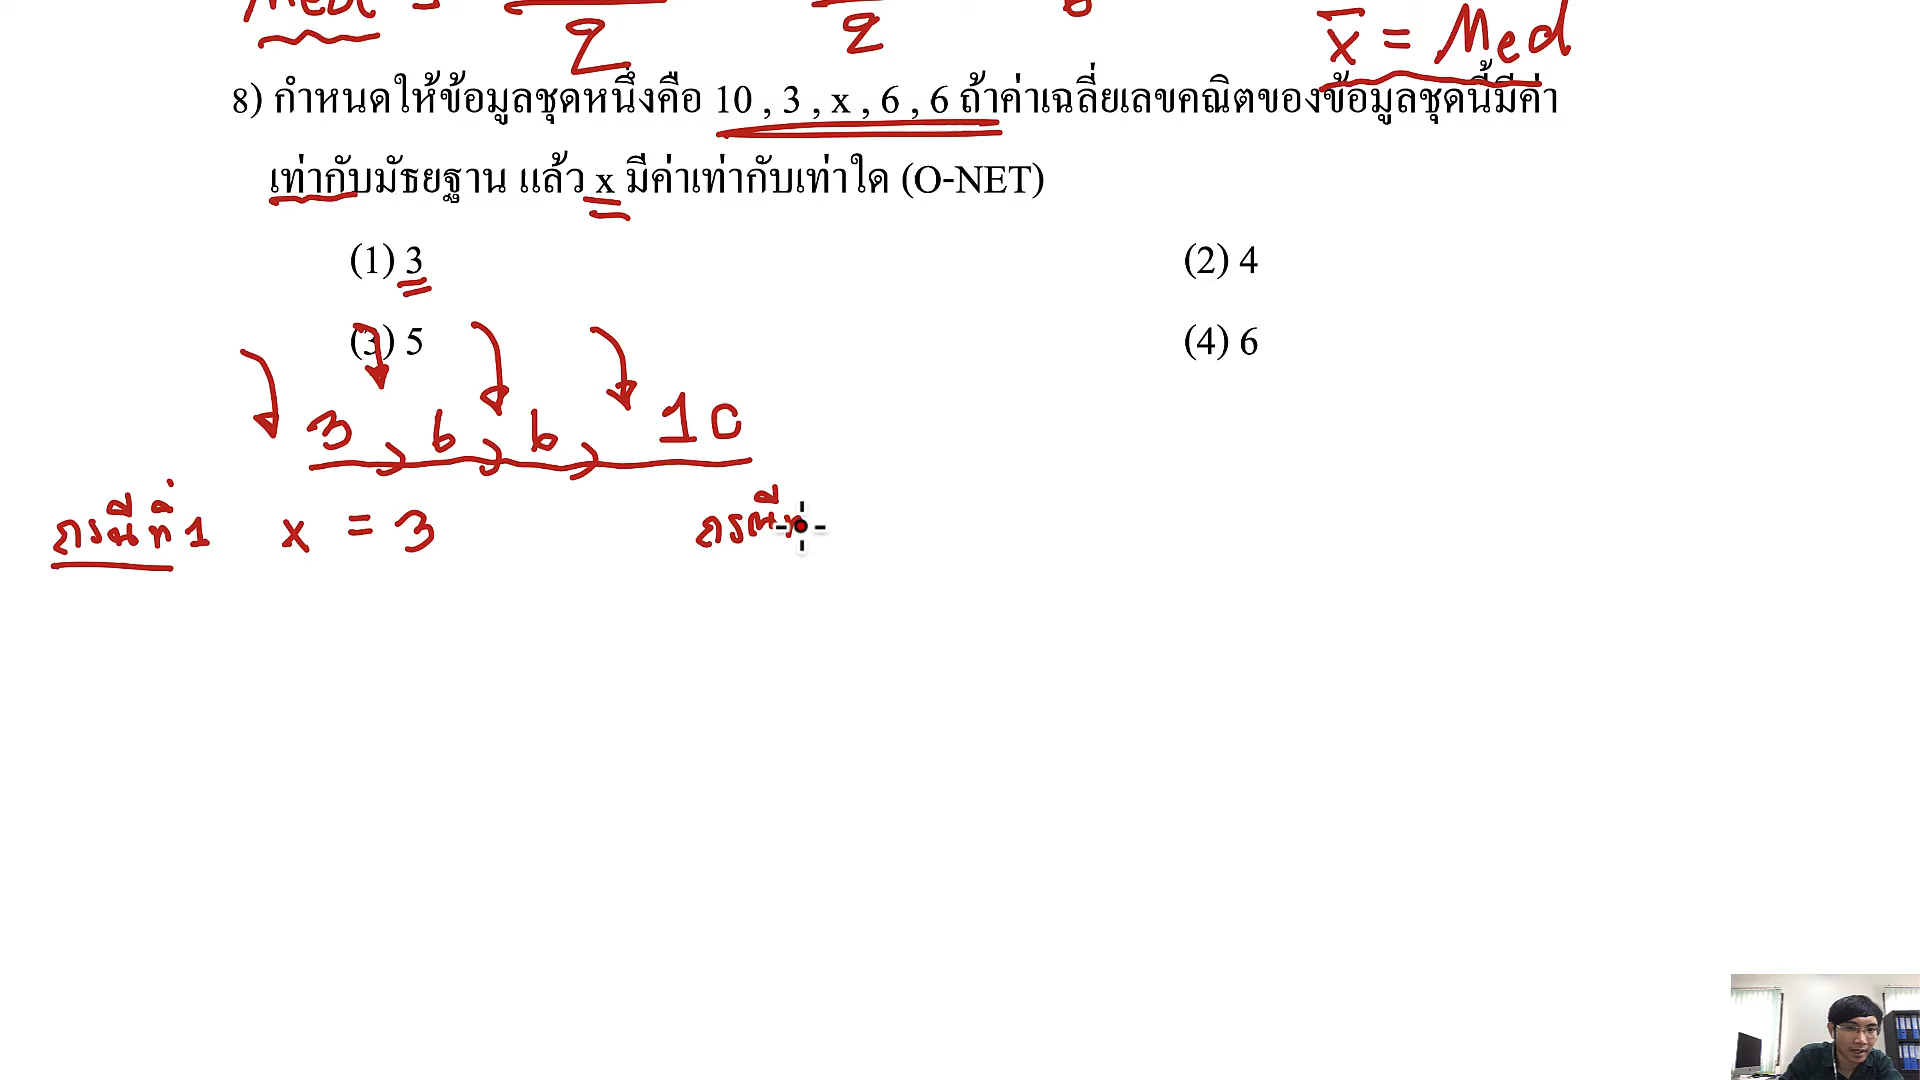 Med =
2
2
6
x = Med
8) กำหนดให้ข้อมูลชุดหนึ่งคือ 10 , 3 , x , 6 , 6 ถ้าค่าเฉลี่ยเลขคณิตของข้อมูลชุดนี้มีค่า
เท่ากับมัธยฐาน แล้ว x มีค่าเท่ากับเท่าใด (O-NET)
(1) 3
(2) 4
(3) 5
(4) 6
3 6 6 10
กรณีที่ 1 x = 3
กรณีท